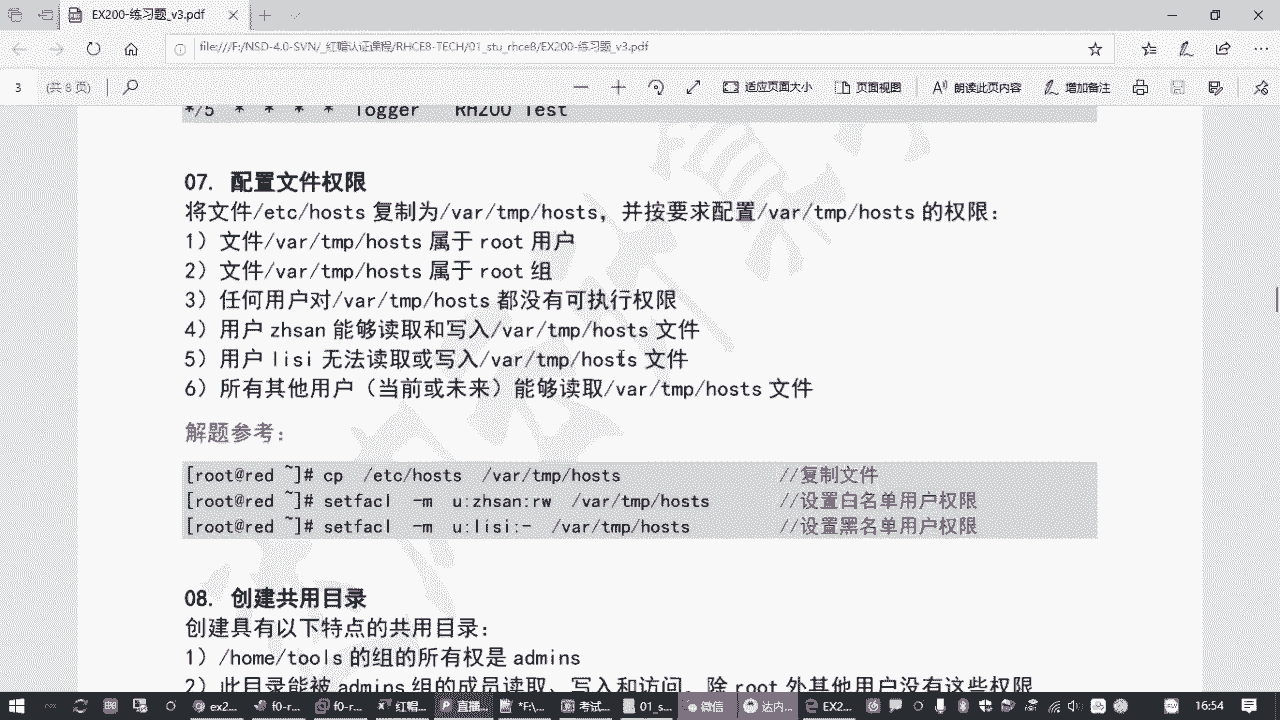 EX200-练习题_v3.pdf
file:///F:/NSD-4.0-SVN/_红帽认证课程/RHCE8-TECH/01_stu_rhce8/EX200-练习题_v3.pdf
3 (共 8 页) 适应页面大小 页面视图 朗读此页内容 增加备注
*/5 * * * * logger RH200 Test
07. 配置文件权限
将文件/etc/hosts 复制为/var/tmp/hosts，并按要求配置/var/tmp/hosts 的权限：
1）文件/var/tmp/hosts 属于 root 用户
2）文件/var/tmp/hosts 属于 root 组
3）任何用户对/var/tmp/hosts 都没有可执行权限
4）用户 zhsan 能够读取和写入/var/tmp/hosts 文件
5）用户 lisi 无法读取或写入/var/tmp/hosts 文件
6）所有其他用户（当前或未来）能够读取/var/tmp/hosts 文件
解题参考：
[root@red ~]# cp /etc/hosts /var/tmp/hosts //复制文件
[root@red ~]# setfacl -m u:zhsan:rw /var/tmp/hosts //设置白名单用户权限
[root@red ~]# setfacl -m u:lisi:- /var/tmp/hosts //设置黑名单用户权限
08. 创建共用目录
创建具有以下特点的共用目录：
1）/home/tools 的组的所有权是 admins
2）此目录能被 admins 组的成员读取、写入和访问，除 root 外其他用户没有这些权限
ex2... f0-r... f0-r... 红帽... 直播... *F:\... 考试... 01_s... 微信 达内... EX2... 16:54